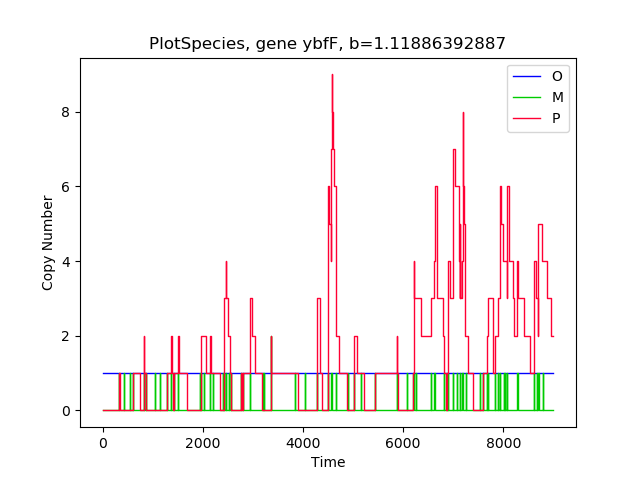 PlotSpecies, gene ybfF, b=1.11886392887
O
M
P
8
6
4
2
0
Copy Number
0 2000 4000 6000 8000
Time